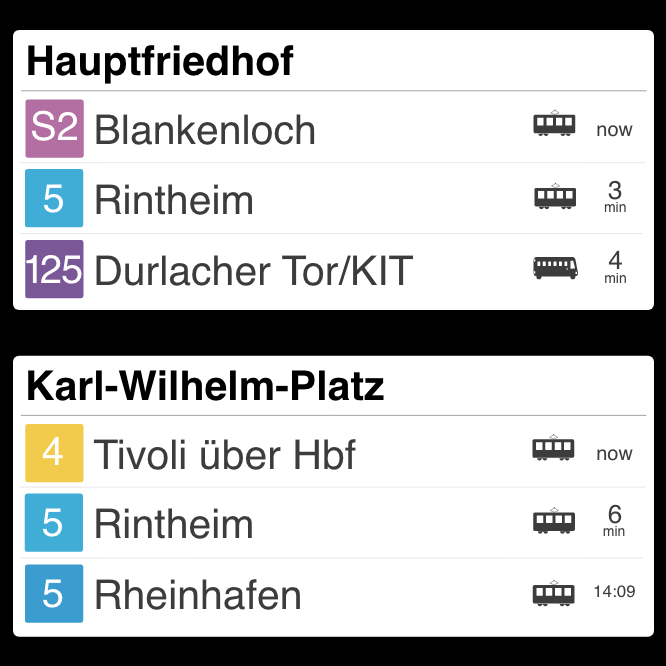 Hauptfriedhof
S2 Blankenloch now
5 Rintheim 3 min
125 Durlacher Tor/KIT 4 min
Karl-Wilhelm-Platz
4 Tivoli über Hbf now
5 Rintheim 6 min
5 Rheinhafen 14:09